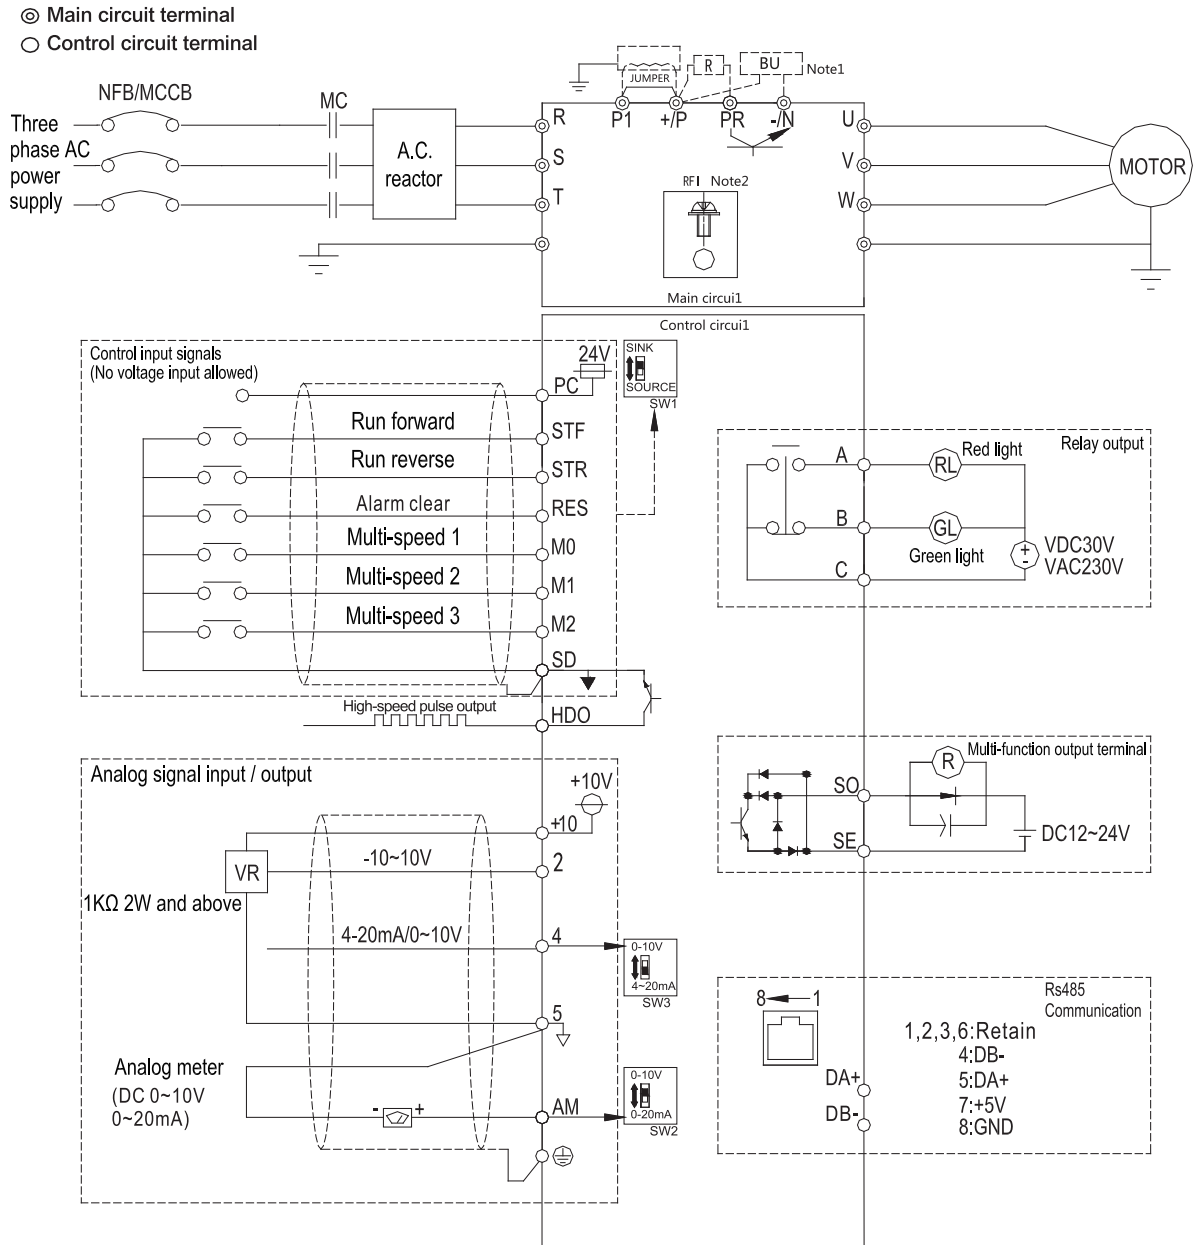 Main circuit terminal
Control circuit terminal
NFB/MCCB
MC
Three
phase AC
power
supply
A.C.
reactor
JUMPER
R
BU
Note1
P1
+/P
PR
-/N
R
S
T
U
V
W
MOTOR
RFI Note2
Main circui1
Control circui1
Control input signals
(No voltage input allowed)
24V
PC
SINK
SOURCE
SW1
Run forward
STF
Run reverse
STR
Alarm clear
RES
Multi-speed 1
M0
Multi-speed 2
M1
Multi-speed 3
M2
SD
High-speed pulse output
HDO
Relay output
A
RL
Red light
B
GL
Green light
C
+
-
VDC30V
VAC230V
Multi-function output terminal
R
SO
SE
DC12~24V
Analog signal input / output
+10V
+10
-10~10V
2
VR
1KΩ 2W and above
4-20mA/0~10V
4
0-10V
4~20mA
SW3
5
Analog meter
(DC 0~10V
0~20mA)
- +
AM
0-10V
0-20mA
SW2
Rs485
Communication
8 1
1,2,3,6:Retain
4:DB-
5:DA+
7:+5V
8:GND
DA+
DB-